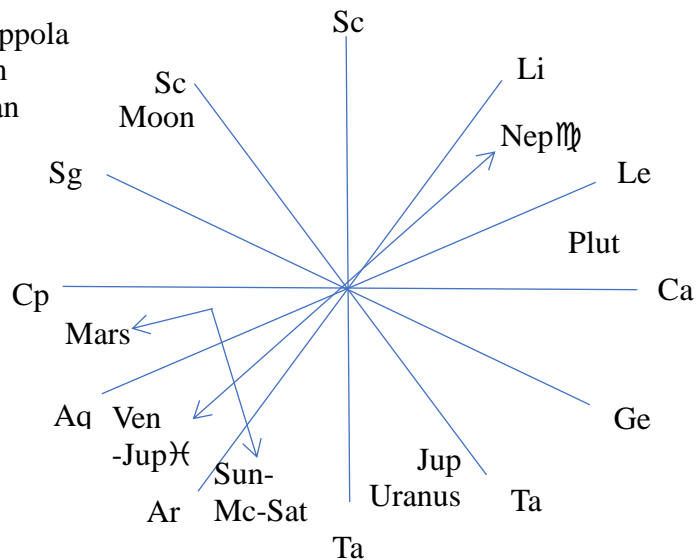 ppola
n
an
Sc
Sc
Moon
Li
Nep♍
Sg
Le
Plut
Cp
Ca
Mars
Aq
Ven
-Jup♓
Ge
Sun-
Mc-Sat
Jup
Uranus
Ar
Ta
Ta